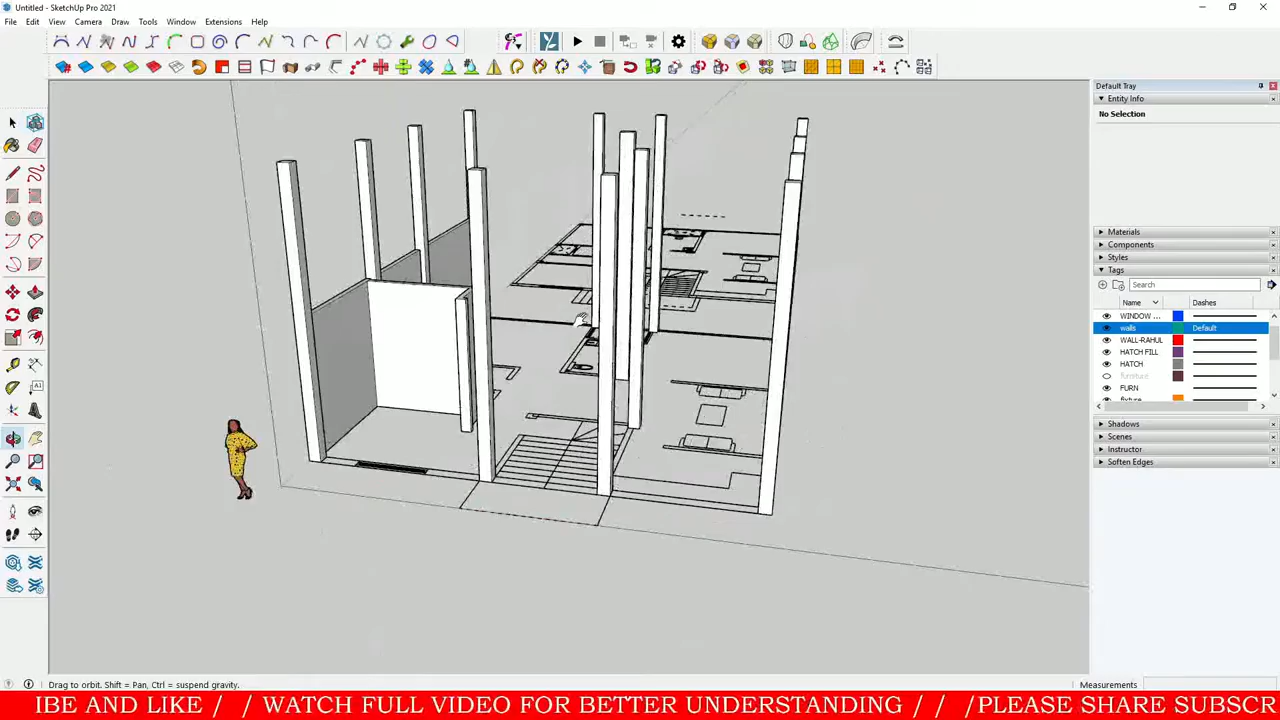 Untitled - SketchUp Pro 2021
File Edit View Camera Draw Tools Window Extensions Help
Default Tray
Entity Info
No Selection
Materials
Components
Styles
Tags
Search
Name Dashes
WINDOW ...
walls Default
WALL-RAHUL
HATCH FILL
HATCH
furniture
FURN
fixture
Shadows
Scenes
Instructor
Soften Edges
Drag to orbit. Shift = Pan, Ctrl = suspend gravity.
Measurements
IBE AND LIKE / / WATCH FULL VIDEO FOR BETTER UNDERSTANDING / / /PLEASE SHARE SUBSCR